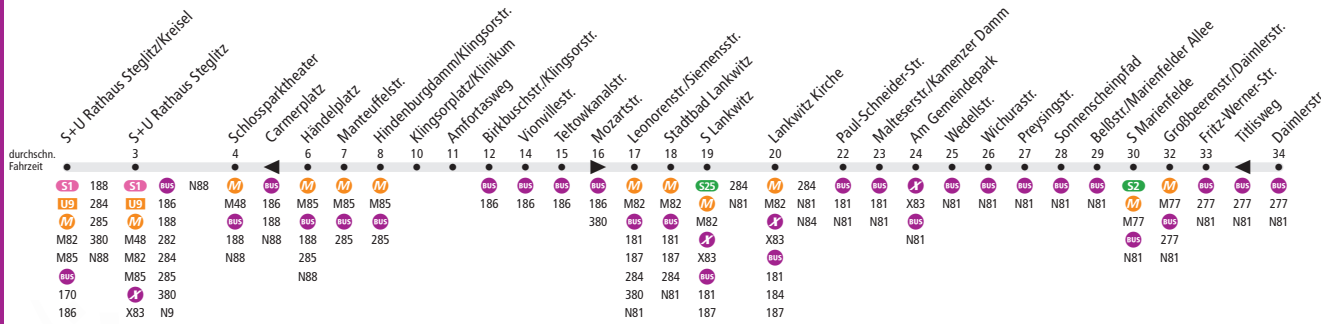 S+U Rathaus Steglitz/Kreisel
S+U Rathaus Steglitz
Schlossparktheater
Carmerplatz
Händelplatz
Manteuffelstr.
Hindenburgdamm/Klingsorstr.
Klingsorplatz/Klinikum
Amfortasweg
Birkbuschstr./Klingsorstr.
Vionvillestr.
Teltowkanalstr.
Mozartstr.
Leonorenstr./Siemensstr.
Stadtbad Lankwitz
S Lankwitz
Lankwitz Kirche
Paul-Schneider-Str.
Malteserstr./Kamenzer Damm
Am Gemeindepark
Wedellstr.
Wichurastr.
Preysingstr.
Sonnenscheinpfad
Belßstr./Marienfelder Allee
S Marienfelde
Großbeerenstr./Daimlerstr.
Fritz-Werner-Str.
Titlisweg
Daimlerstr.
durchschn. 3 4 6 7 8 10 11 12 14 15 16 17 18 19 20 22 23 24 25 26 27 28 29 30 32 33 34
Fahrzeit
S1 188 S1 BUS N88 M BUS M M M BUS BUS BUS BUS M M S25 284 M 284 BUS BUS X BUS BUS BUS BUS BUS S2 M BUS BUS BUS
U9 284 U9 186 M48 186 M85 M85 M85 186 186 186 186 M82 M82 M N81 M82 N81 181 181 X83 N81 N81 N81 N81 N81 M M77 277 277 277
M 285 M 188 BUS 188 BUS BUS BUS 380 BUS BUS M82 X N84 N81 N81 BUS M77 BUS N81 N81 N81
M82 380 M48 282 188 N88 188 285 285 181 181 X X83 N81 BUS 277
M85 N88 M82 284 N88 285 187 187 X83 BUS N81 N81
BUS M85 285 N88 284 284 BUS 181
170 X 380 380 N81 181 184
186 X83 N9 N81 187 187